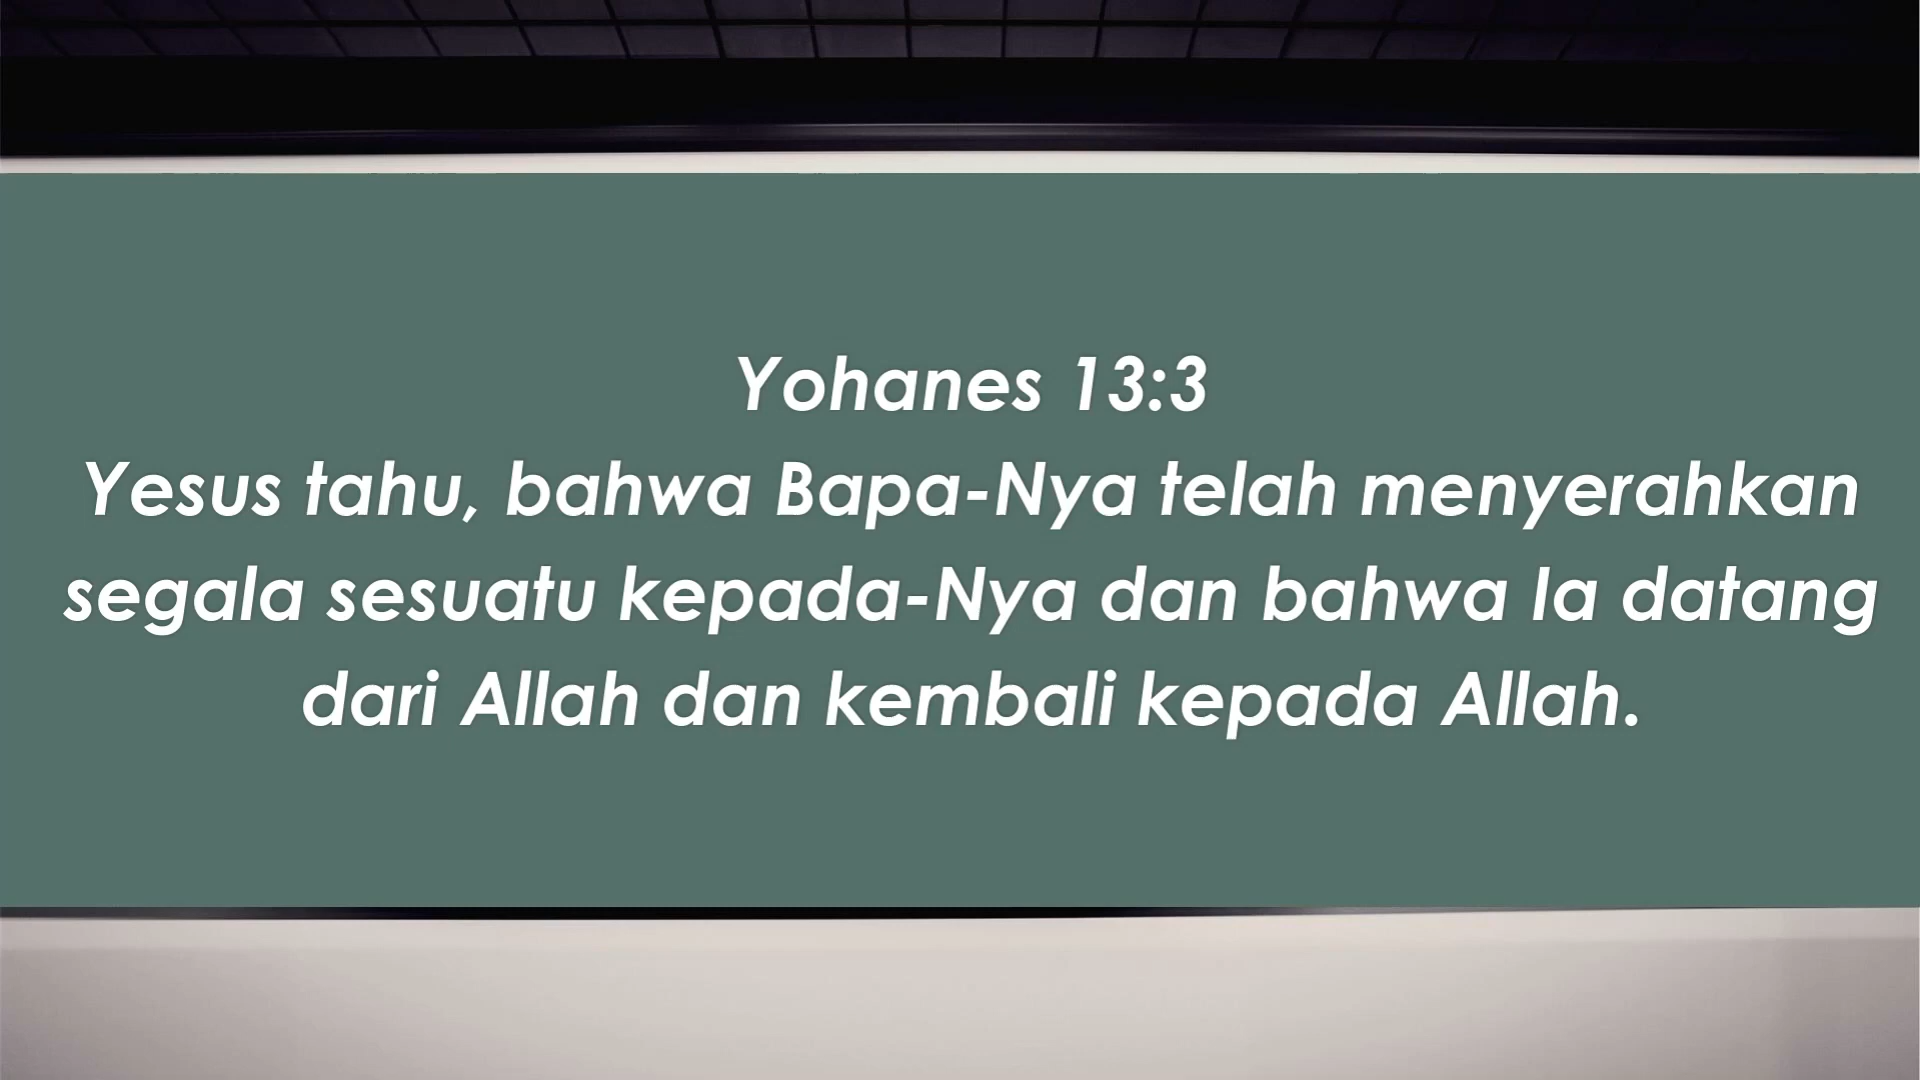 Yohanes 13:3
Yesus tahu, bahwa Bapa-Nya telah menyerahkan
segala sesuatu kepada-Nya dan bahwa Ia datang
dari Allah dan kembali kepada Allah.